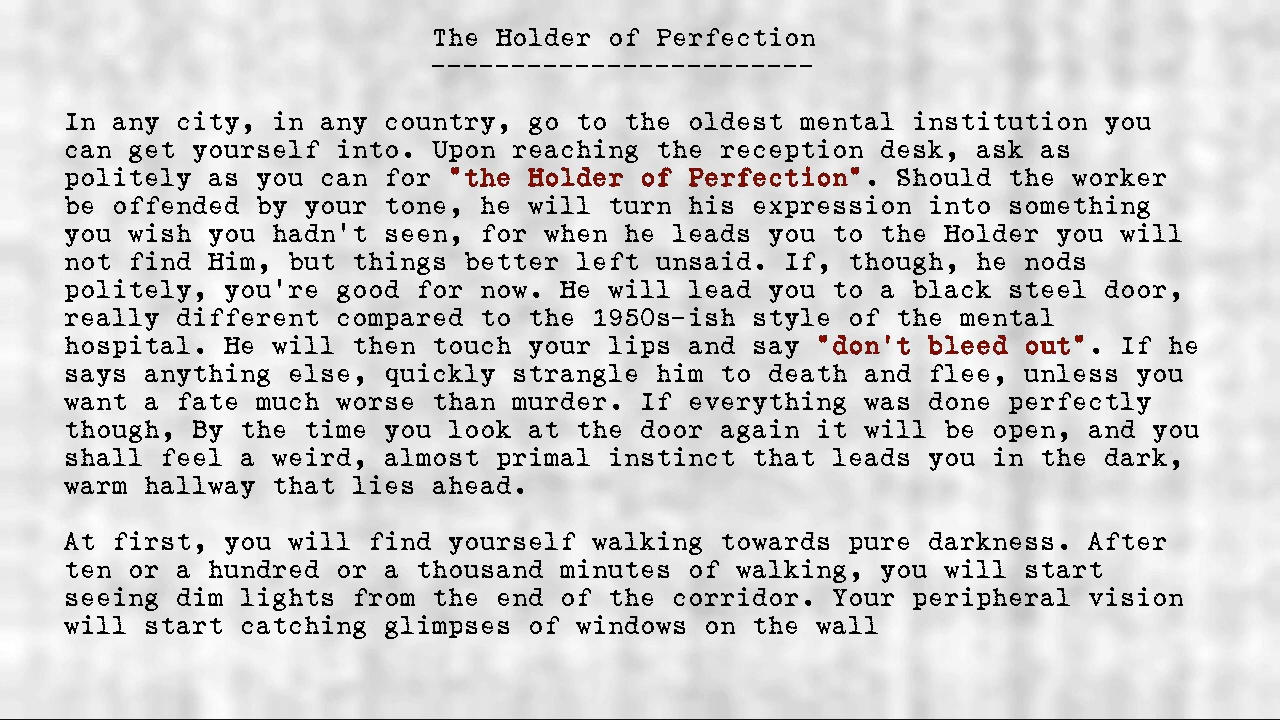 The Holder of Perfection
------------------------
In any city, in any country, go to the oldest mental institution you
can get yourself into. Upon reaching the reception desk, ask as
politely as you can for "the Holder of Perfection". Should the worker
be offended by your tone, he will turn his expression into something
you wish you hadn't seen, for when he leads you to the Holder you will
not find Him, but things better left unsaid. If, though, he nods
politely, you're good for now. He will lead you to a black steel door,
really different compared to the 1950s-ish style of the mental
hospital. He will then touch your lips and say "don't bleed out". If he
says anything else, quickly strangle him to death and flee, unless you
want a fate much worse than murder. If everything was done perfectly
though, By the time you look at the door again it will be open, and you
shall feel a weird, almost primal instinct that leads you in the dark,
warm hallway that lies ahead.
At first, you will find yourself walking towards pure darkness. After
ten or a hundred or a thousand minutes of walking, you will start
seeing dim lights from the end of the corridor. Your peripheral vision
will start catching glimpses of windows on the wall